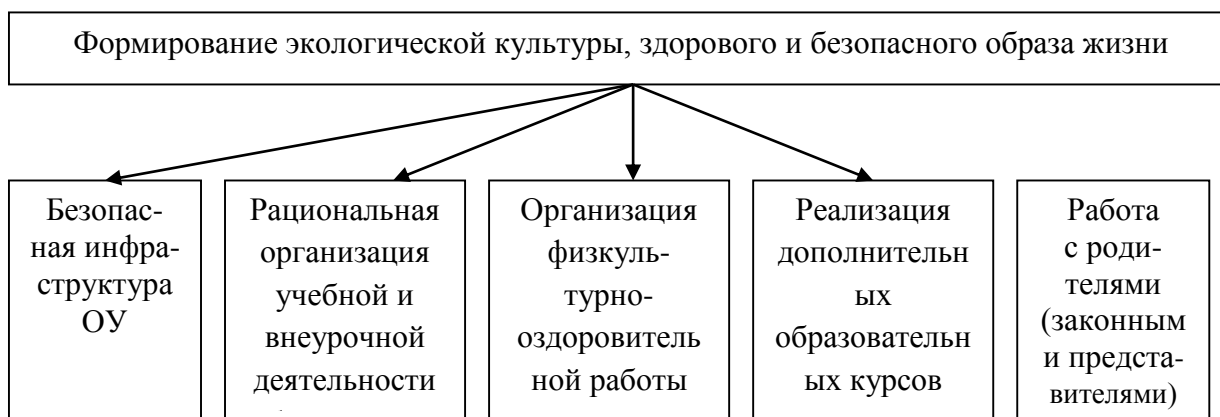 Формирование экологической культуры, здорового и безопасного образа жизни
Безопас-
ная инфра-
структура
ОУ
Рациональная
организация
учебной и
внеурочной
деятельности
Организация
физкуль-
турно-
оздоровитель
ной работы
Реализация
дополнительн
ых
образовательн
ых курсов
Работа
с роди-
телями
(законным
и предста-
вителями)